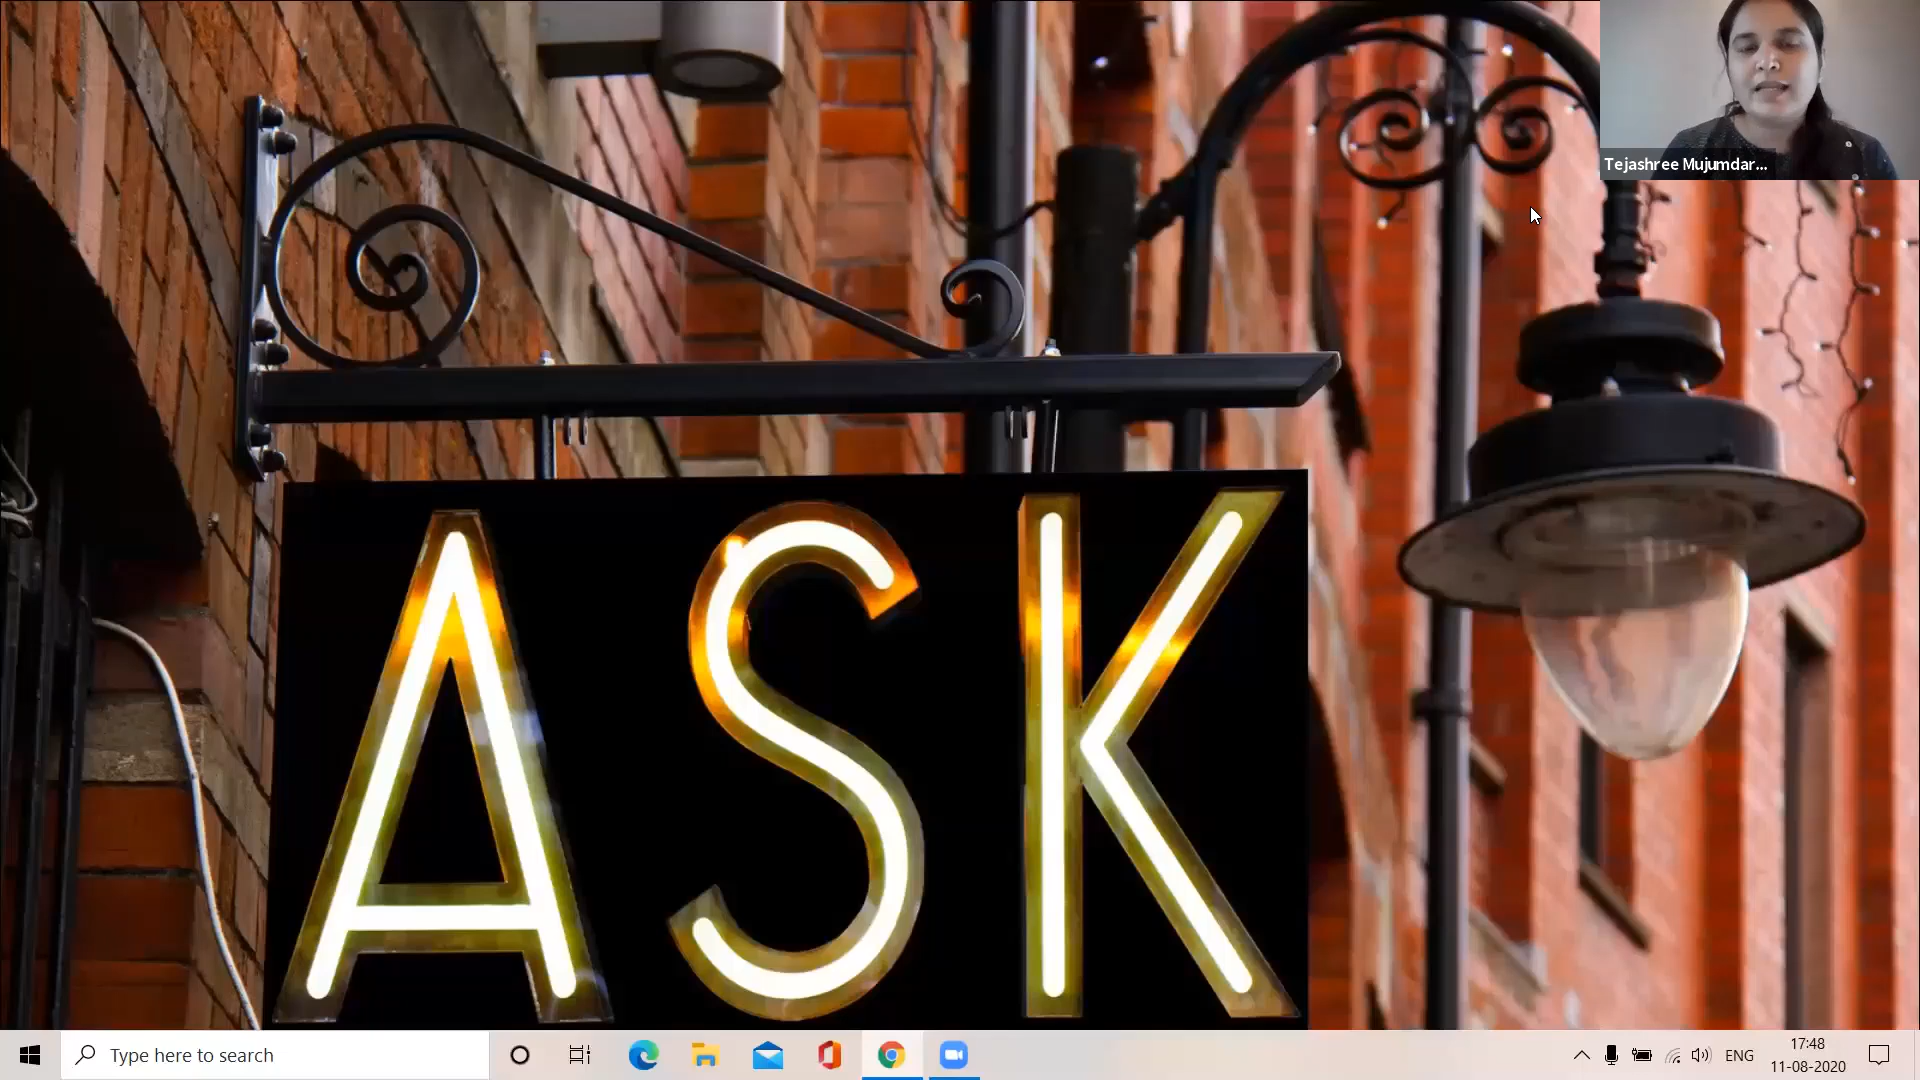 Tejashree Mujumdar...
ASK
Type here to search
ENG
17:48
11-08-2020